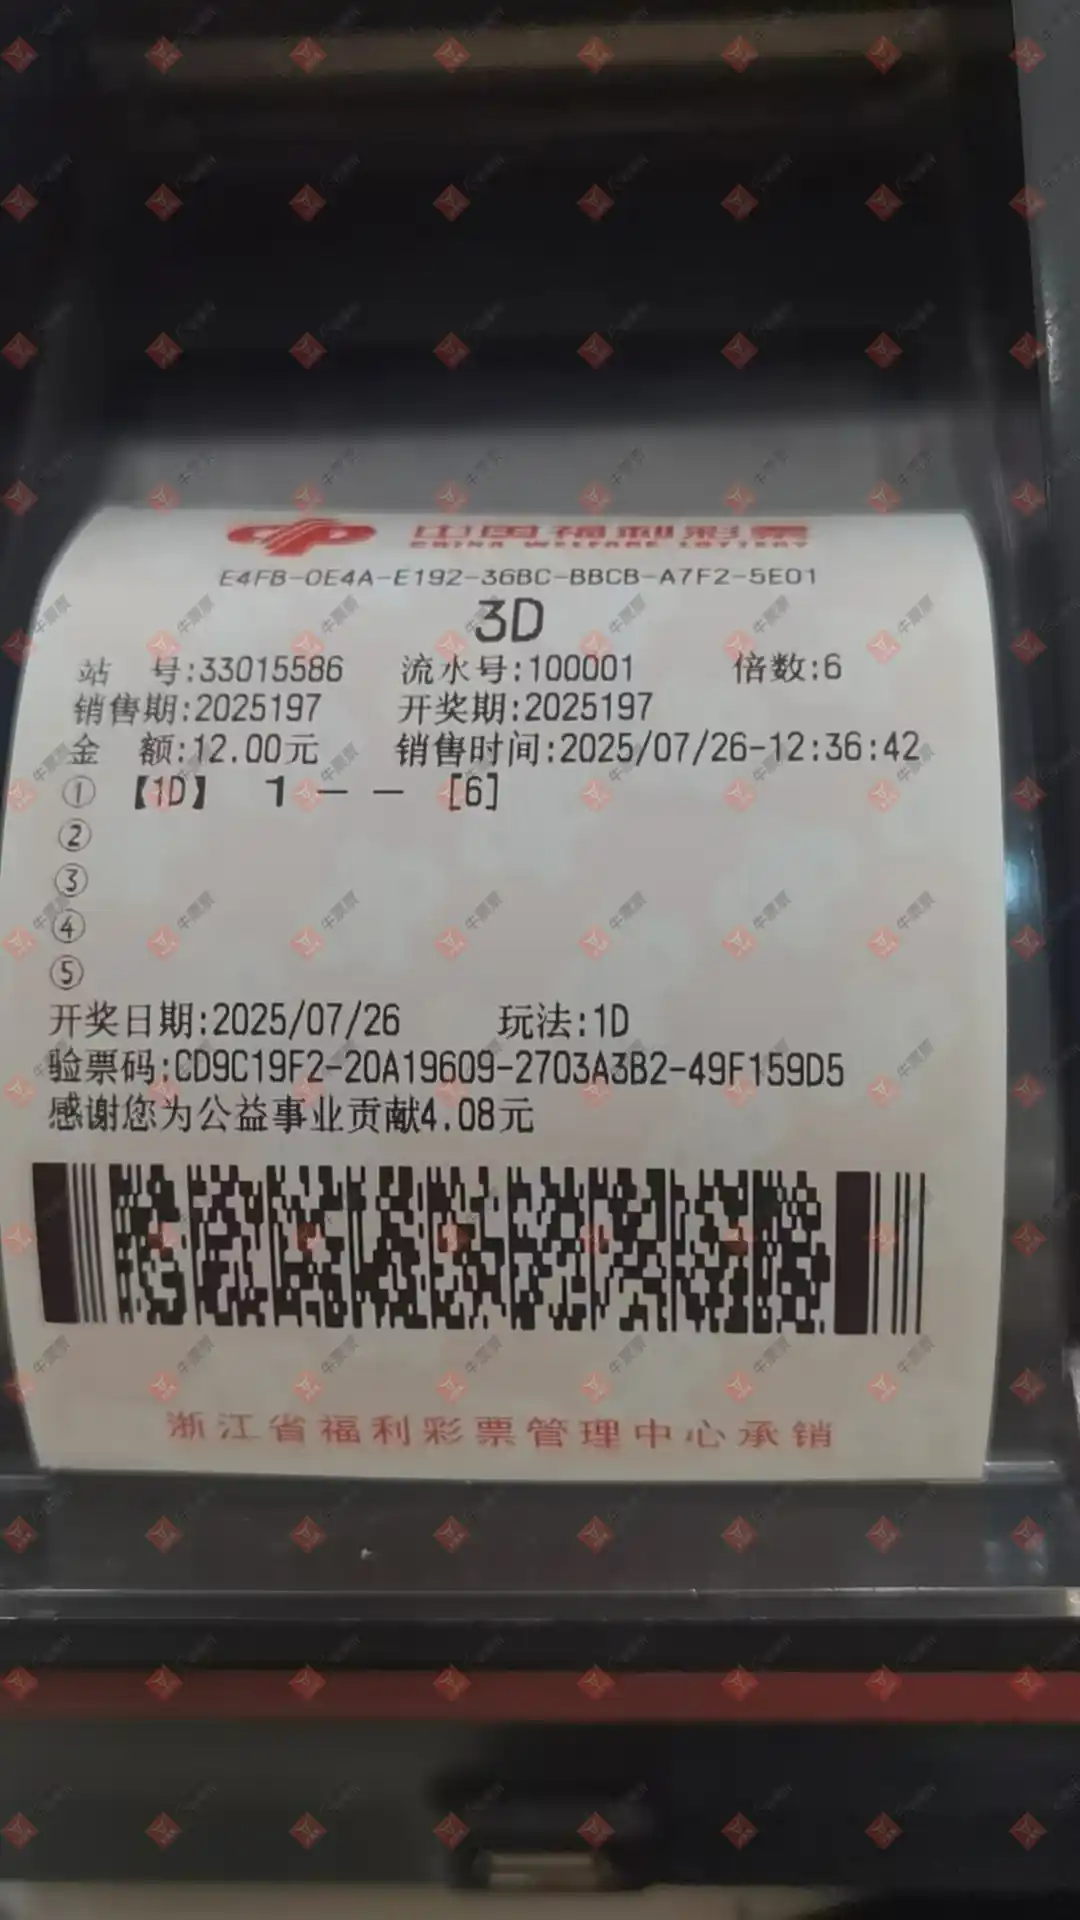 中国福利彩票
CHINA WELFARE LOTTERY
E4FB-0E4A-E192-36BC-BBCB-A7F2-5E01
3D
站 号:33015586 流水号:100001 倍数:6
销售期:2025197 开奖期:2025197
金 额:12.00元 销售时间:2025/07/26-12:36:42
① 【1D】 1 — — [6]
②
③
④
⑤
开奖日期:2025/07/26 玩法:1D
验票码:CD9C19F2-20A19609-2703A3B2-49F159D5
感谢您为公益事业贡献4.08元
浙江省福利彩票管理中心承销